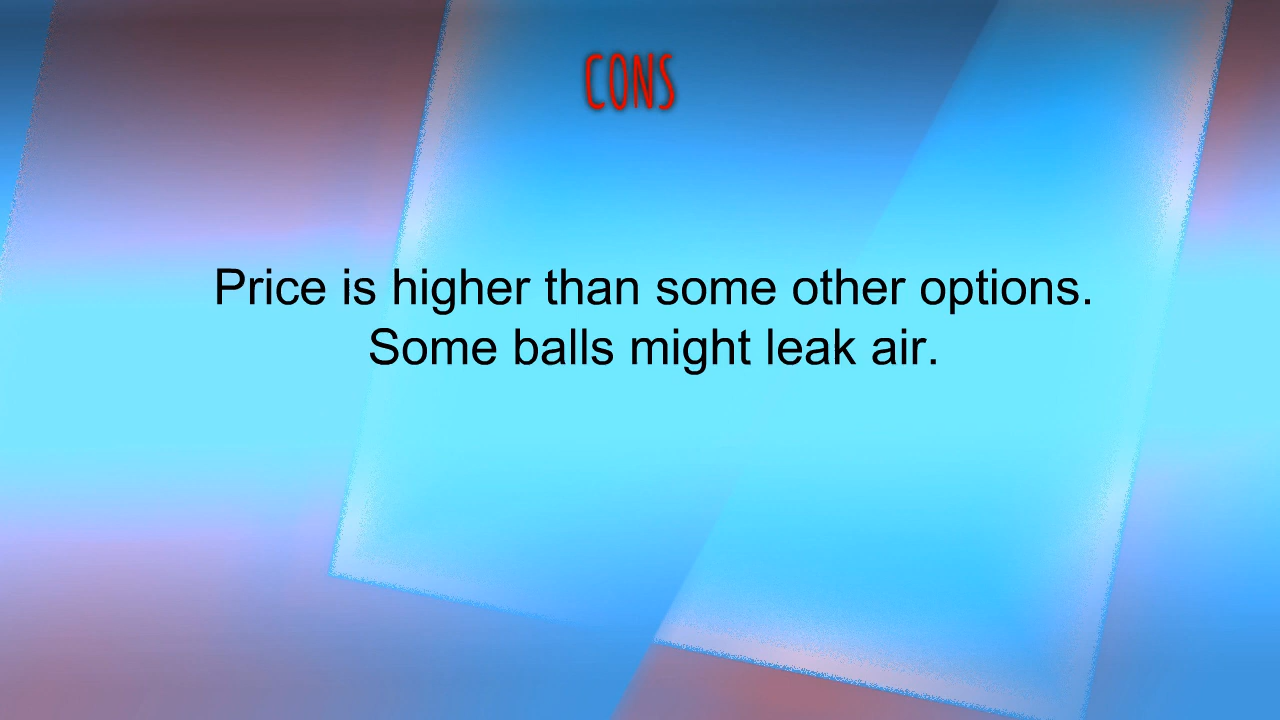 CONS
Price is higher than some other options.
Some balls might leak air.